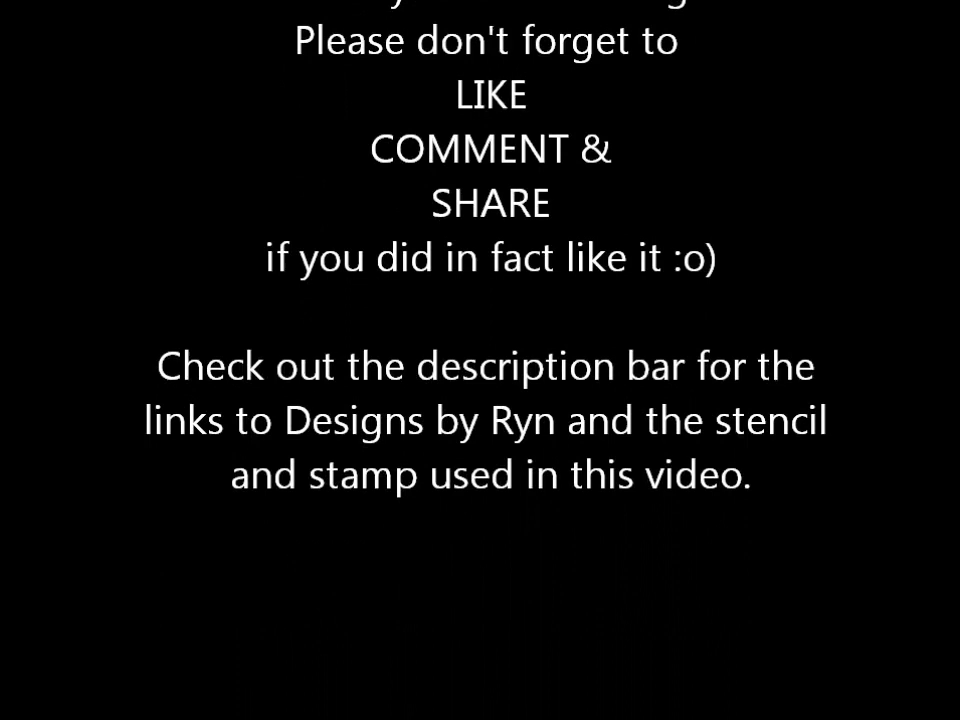 Please don't forget to
LIKE
COMMENT &
SHARE
if you did in fact like it :o)
Check out the description bar for the
links to Designs by Ryn and the stencil
and stamp used in this video.